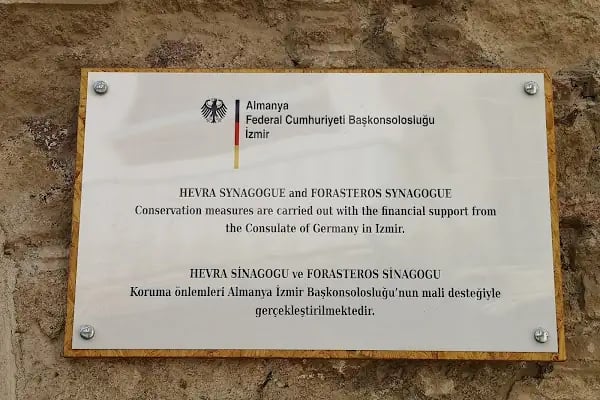 Almanya
Federal Cumhuriyeti Başkonsolosluğu
İzmir
HEVRA SYNAGOGUE and FORASTEROS SYNAGOGUE
Conservation measures are carried out with the financial support from
the Consulate of Germany in Izmir.
HEVRA SİNAGOGU ve FORASTEROS SİNAGOGU
Koruma önlemleri Almanya İzmir Başkonsolosluğu'nun mali desteğiyle
gerçekleştirilmektedir.